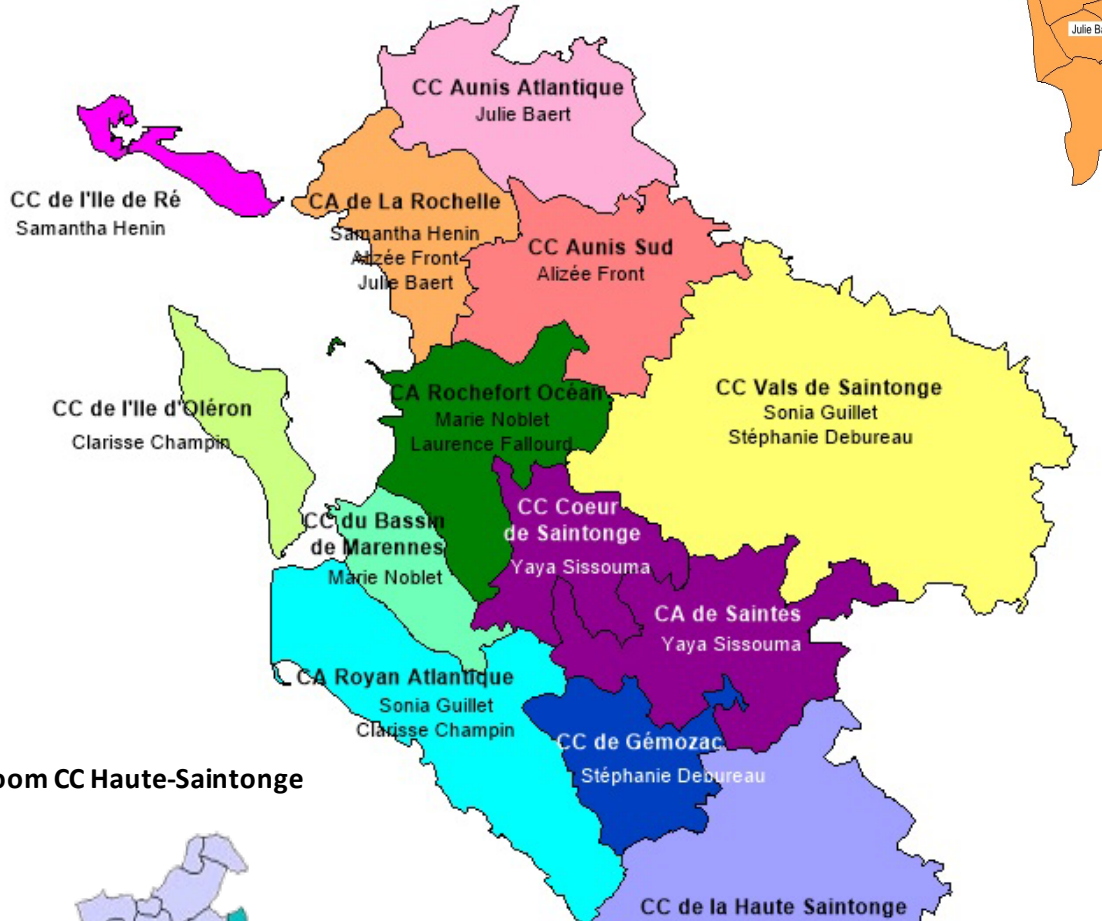 Julie Ba
CC Aunis Atlantique
Julie Baert
CC de l'Ile de Ré
Samantha Henin
CA de La Rochelle
Samantha Henin
Alizée Front
Julie Baert
CC Aunis Sud
Alizée Front
CC Vals de Saintonge
Sonia Guillet
Stéphanie Debureau
CC de l'Ile d'Oléron
Clarisse Champin
CA Rochefort Océan
Marie Noblet
Laurence Fallourd
CC du Bassin
de Marennes
Marie Noblet
CC Coeur
de Saintonge
Yaya Sissouma
CA de Saintes
Yaya Sissouma
CA Royan Atlantique
Sonia Guillet
Clarisse Champin
CC de Gémozac
Stéphanie Debureau
oom CC Haute-Saintonge
CC de la Haute Saintonge